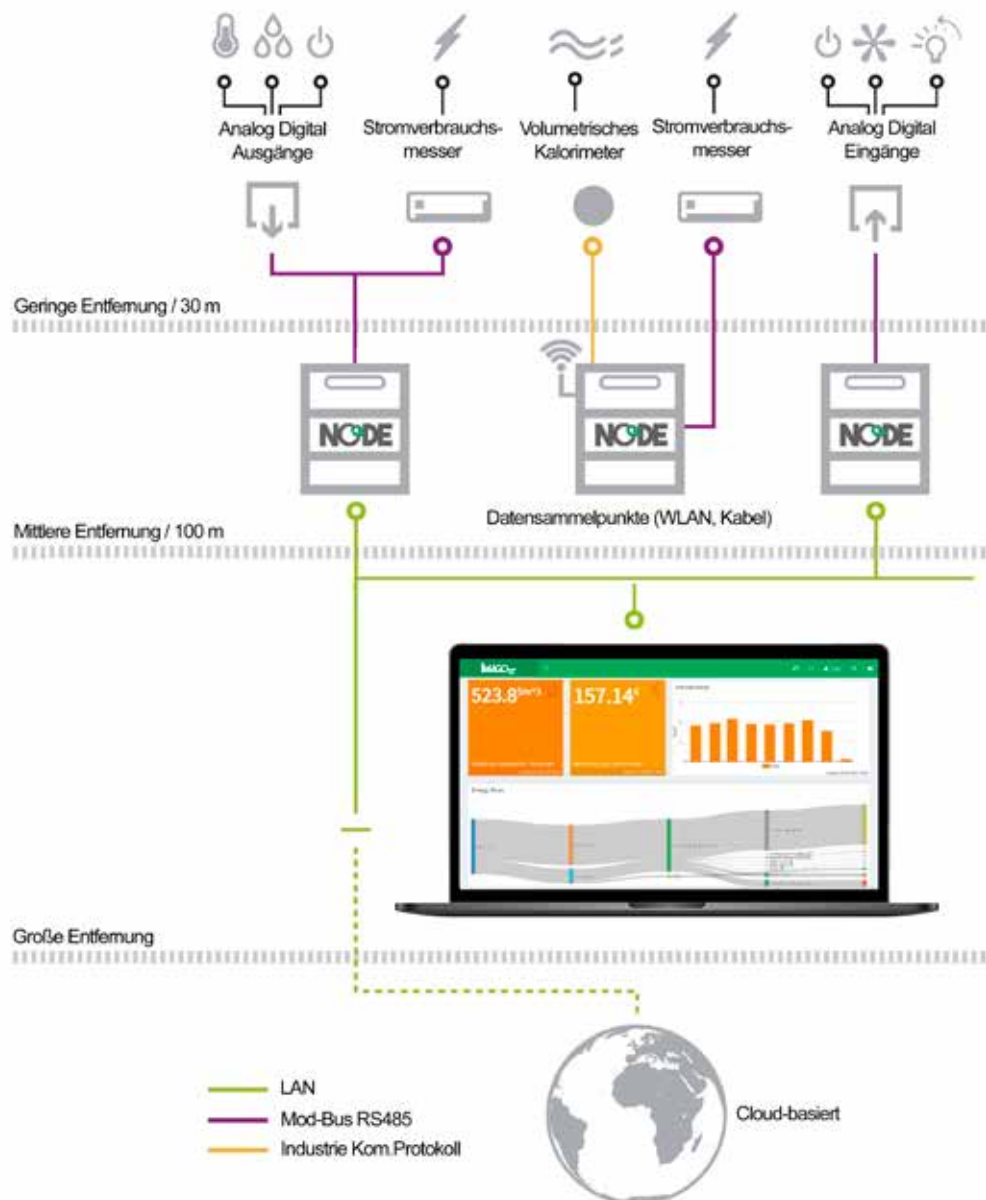 Analog Digital
Ausgänge
Stromverbrauchs-
messer
Volumetrisches
Kalorimeter
Stromverbrauchs-
messer
Analog Digital
Eingänge
Geringe Entfernung / 30 m
NODE
NODE
NODE
Datensammelpunkte (WLAN, Kabel)
Mittlere Entfernung / 100 m
523.8
157.14
Große Entfernung
LAN
Mod-Bus RS485
Industrie Kom.Protokoll
Cloud-basiert